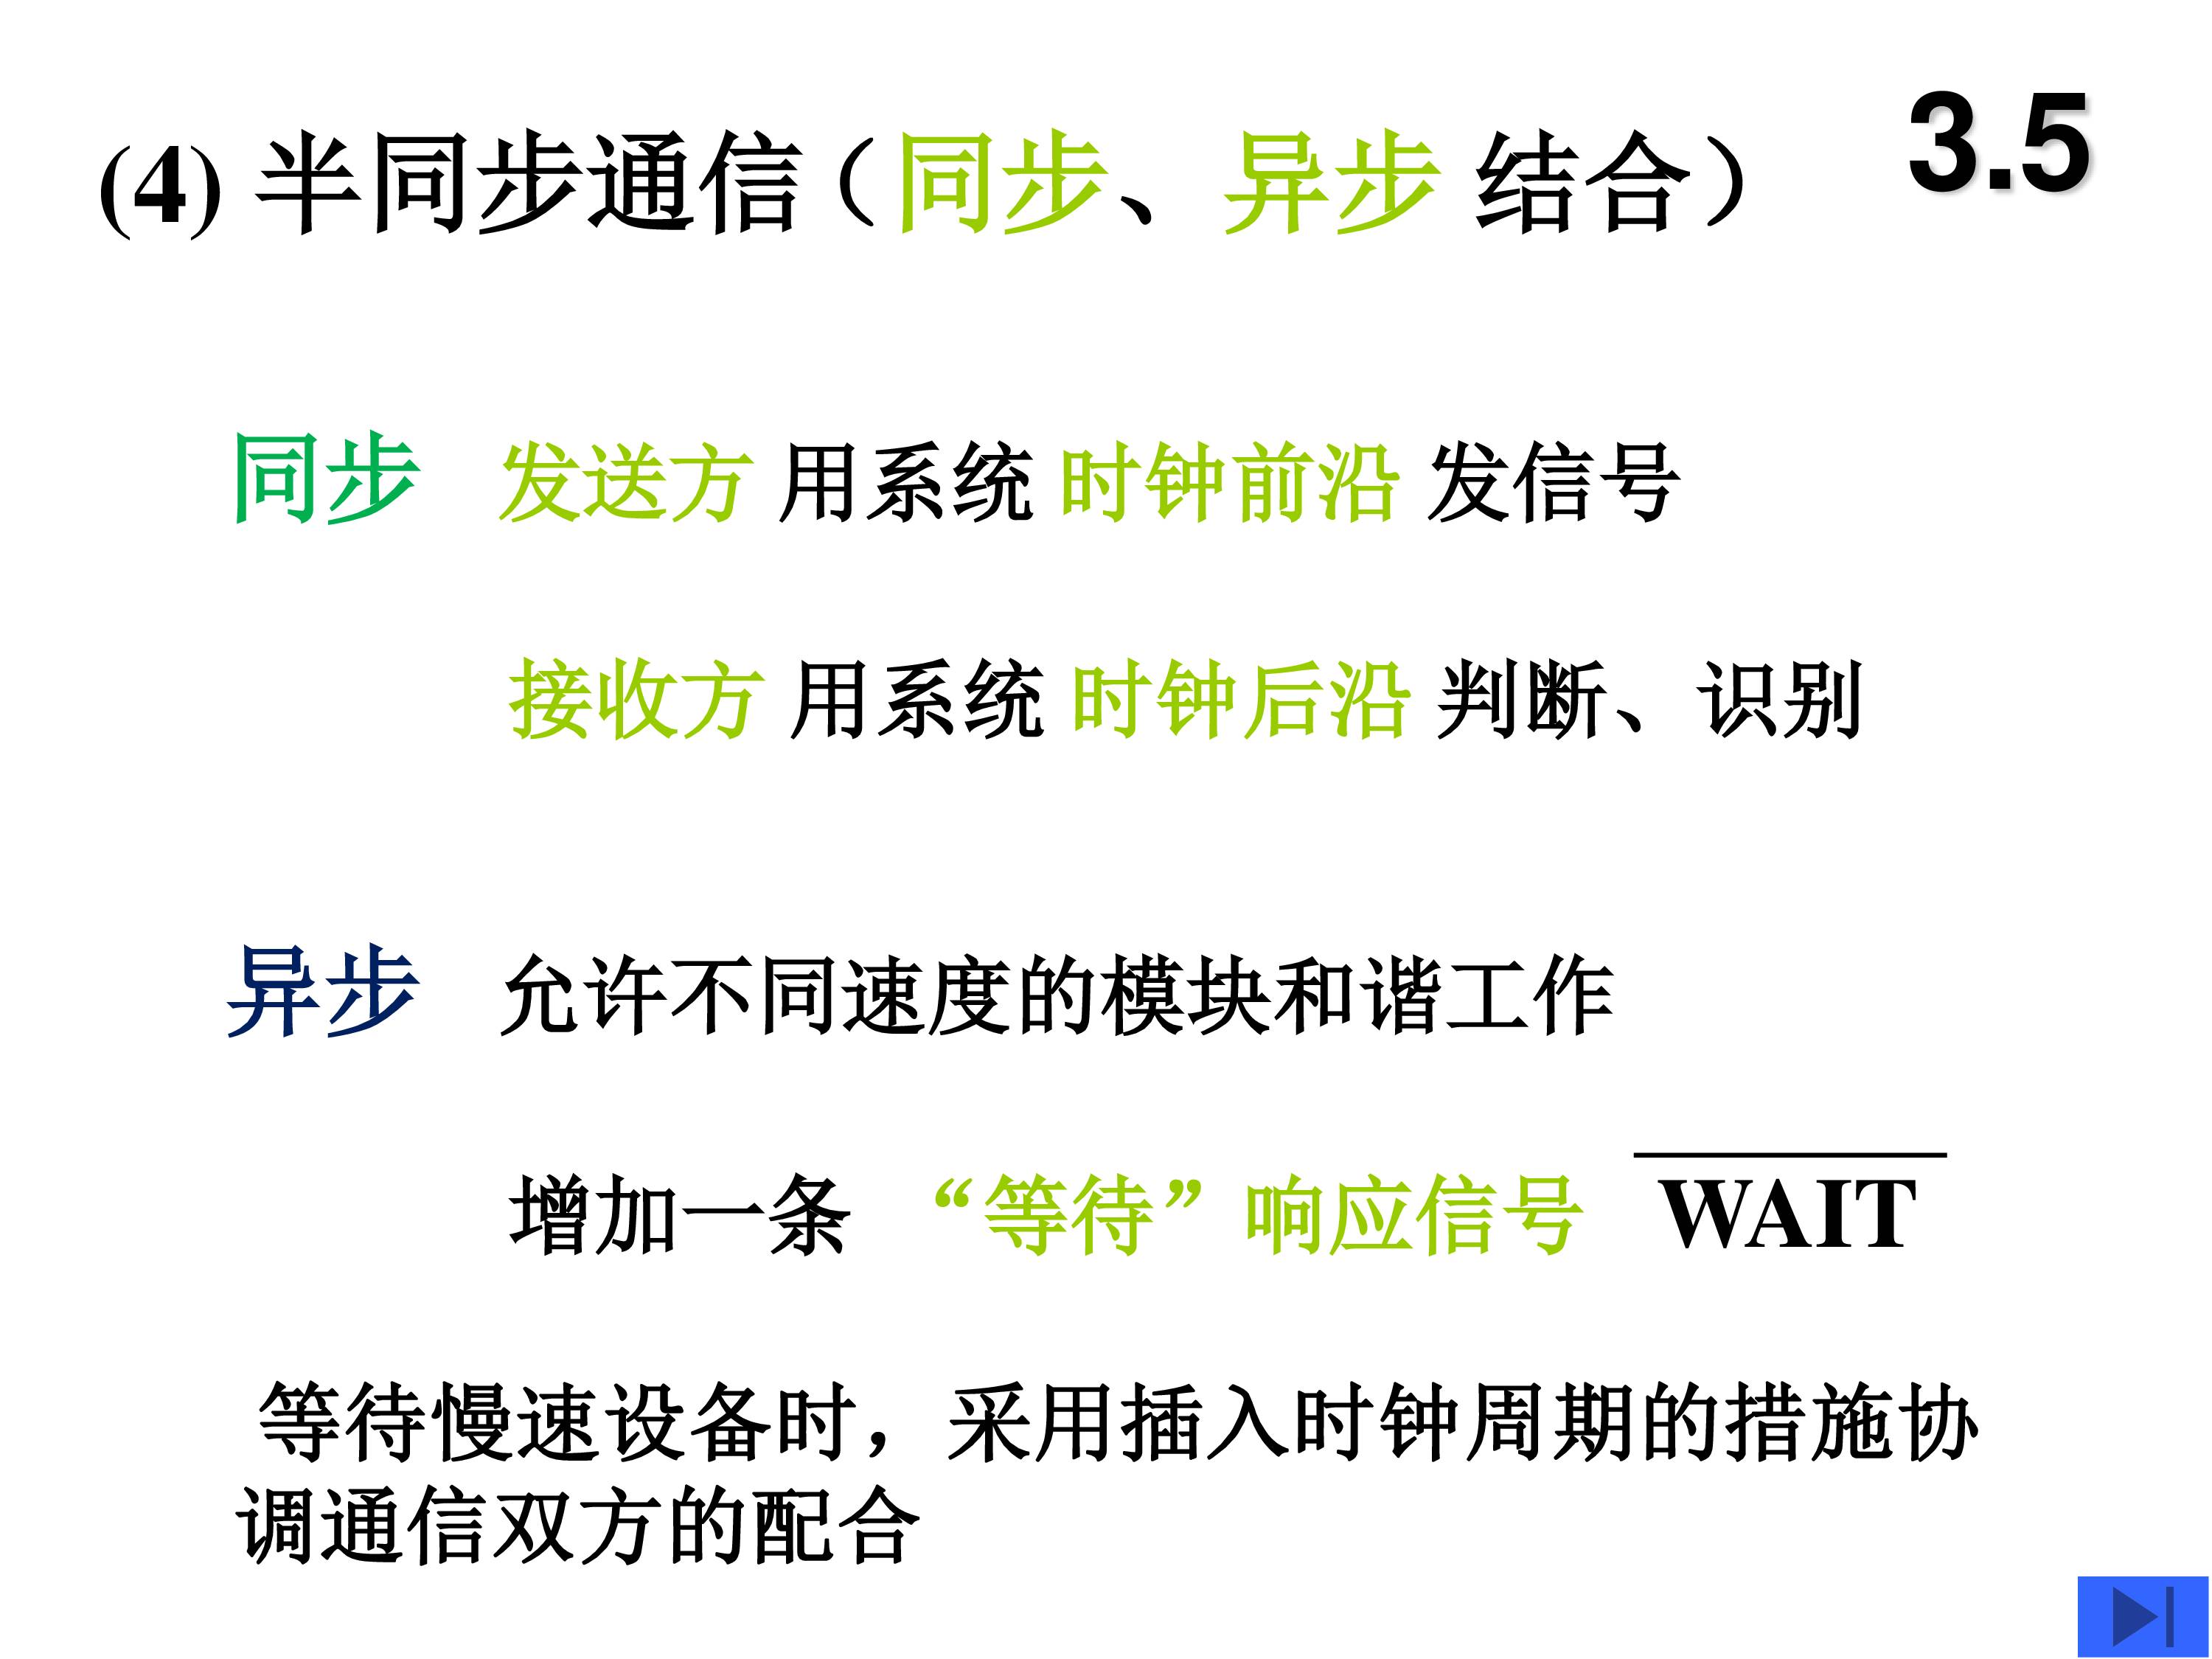 (4) 半同步通信（同步、异步 结合） 3.5
同步 发送方 用系统 时钟前沿 发信号
接收方 用系统 时钟后沿 判断、识别
异步 允许不同速度的模块和谐工作
增加一条 “等待”响应信号 WAIT
等待慢速设备时，采用插入时钟周期的措施协
调通信双方的配合